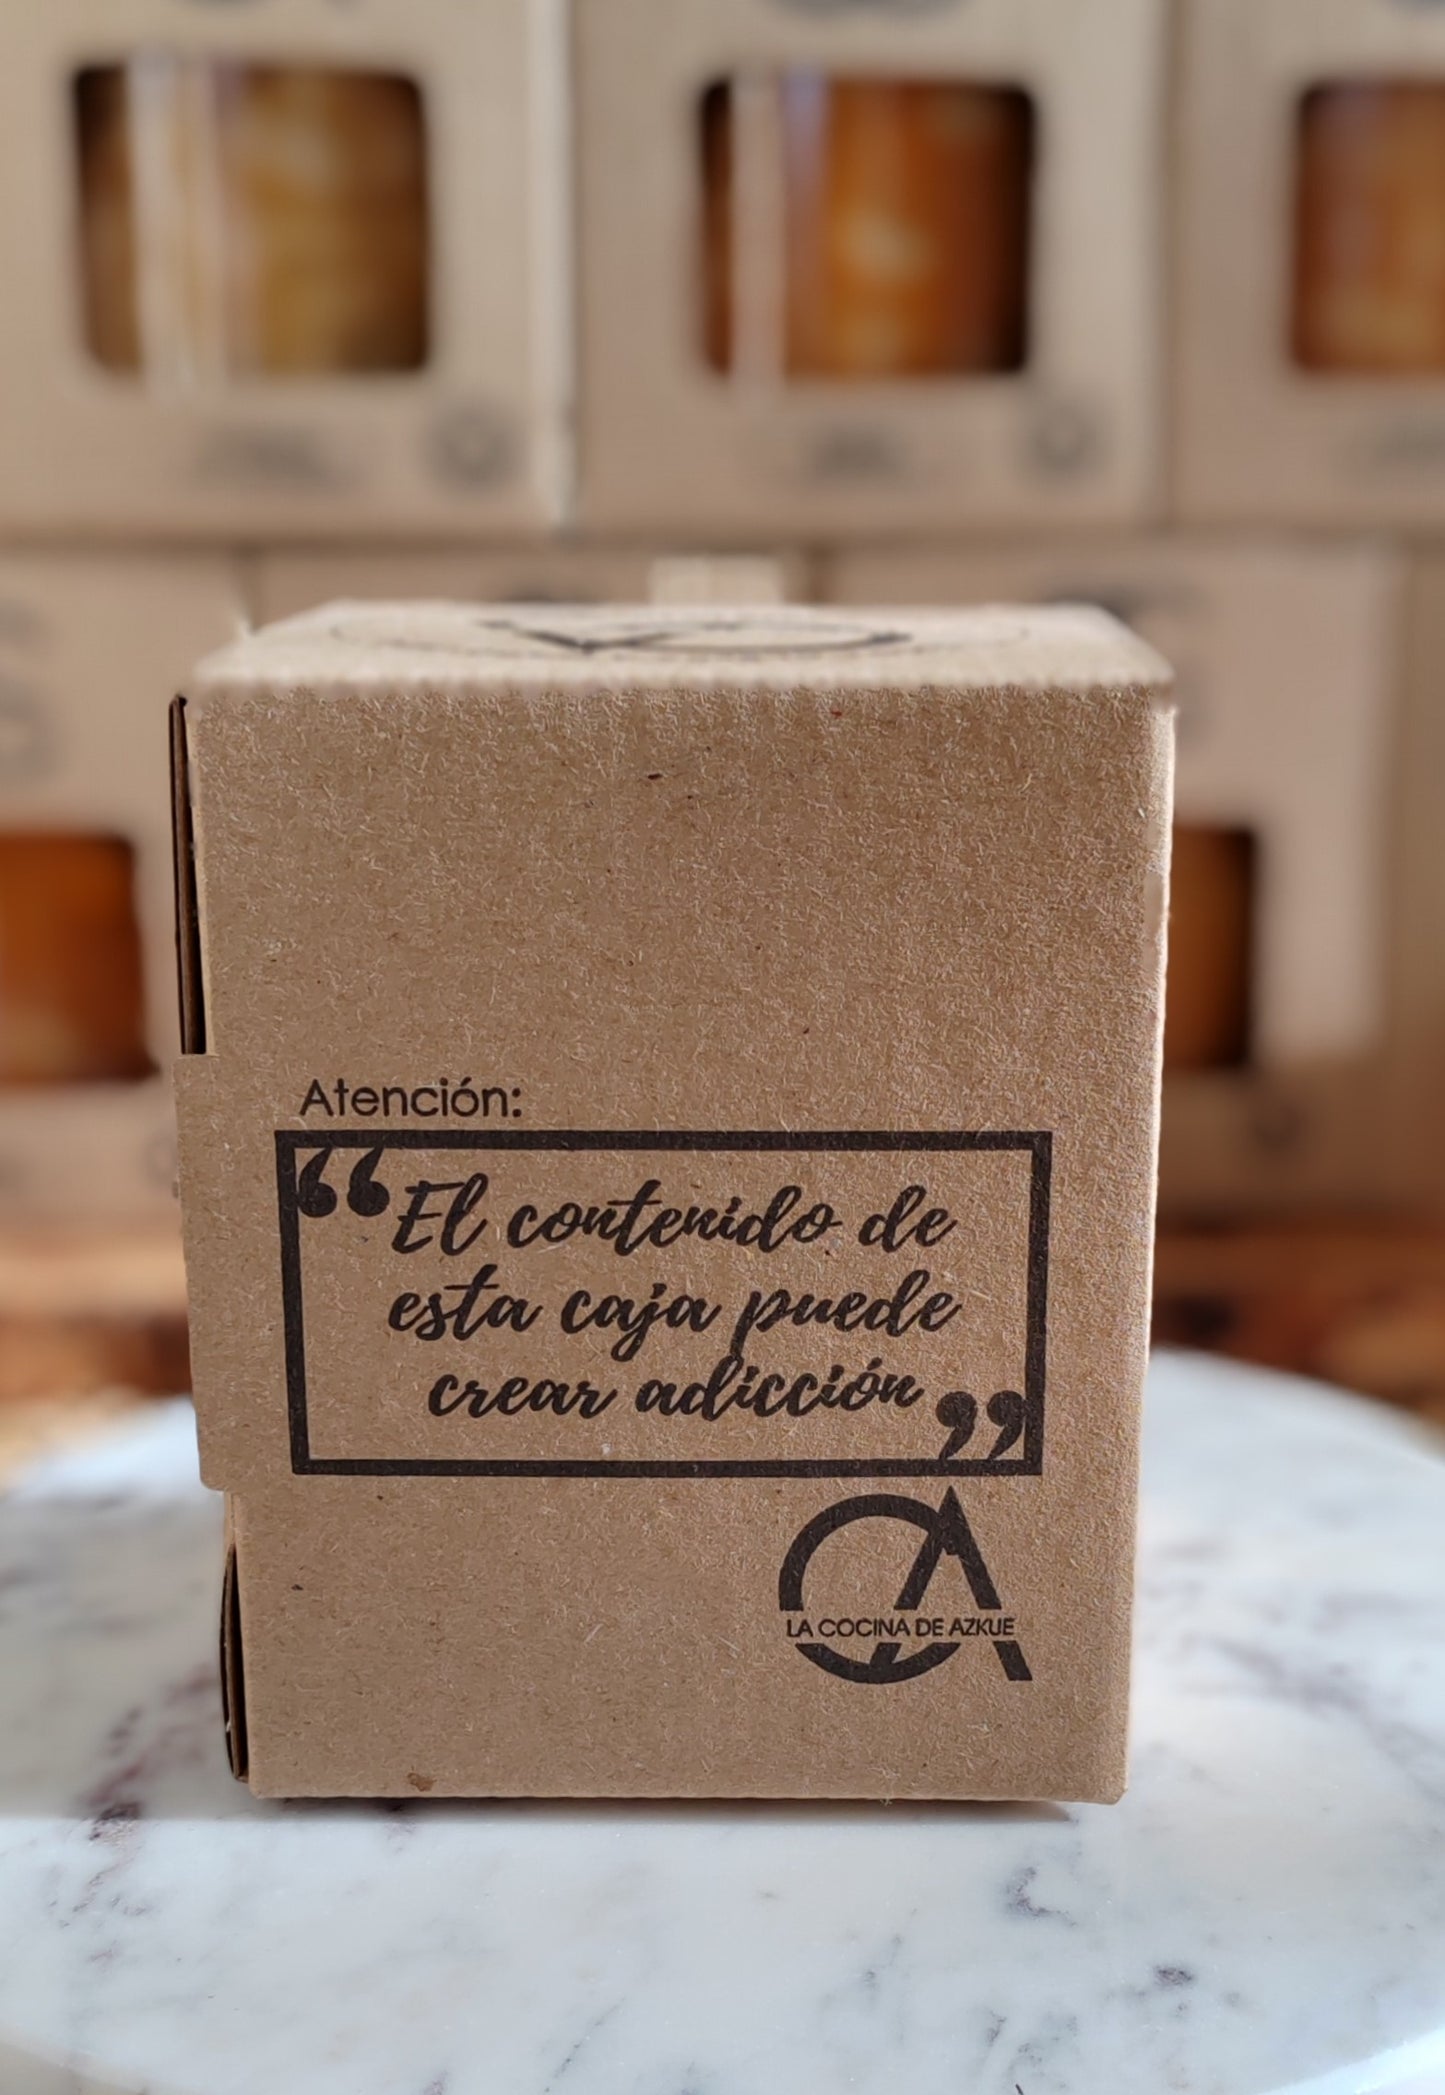 Atención:
“El contenido de
esta caja puede
crear adicción”
LA COCINA DE AZKUE